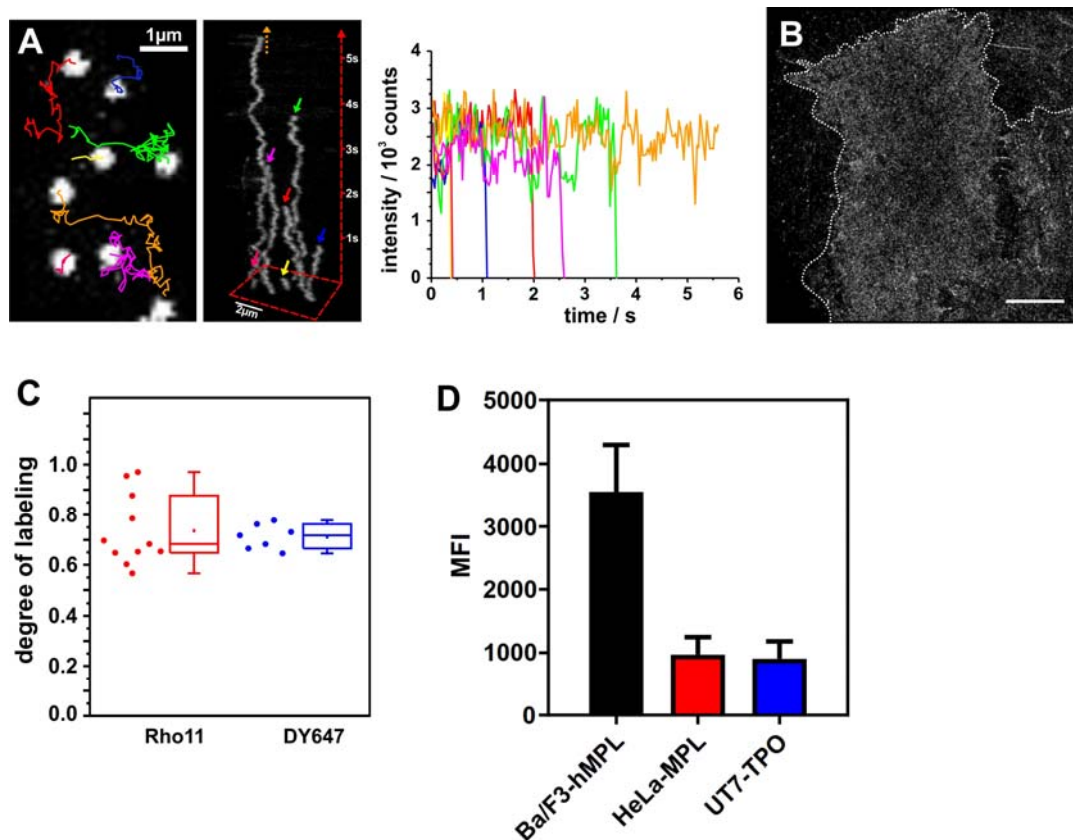 A
1µm
5s
4s
3s
2s
1s
2µm
intensity / 10³ counts
4
3
2
1
0
0 1 2 3 4 5 6
time / s
B
C
degree of labeling
1.0
0.8
0.6
0.4
0.2
0.0
Rho11 DY647
D
MFI
5000
4000
3000
2000
1000
0
Ba/F3-hMPL
HeLa-MPL
UT7-TPO